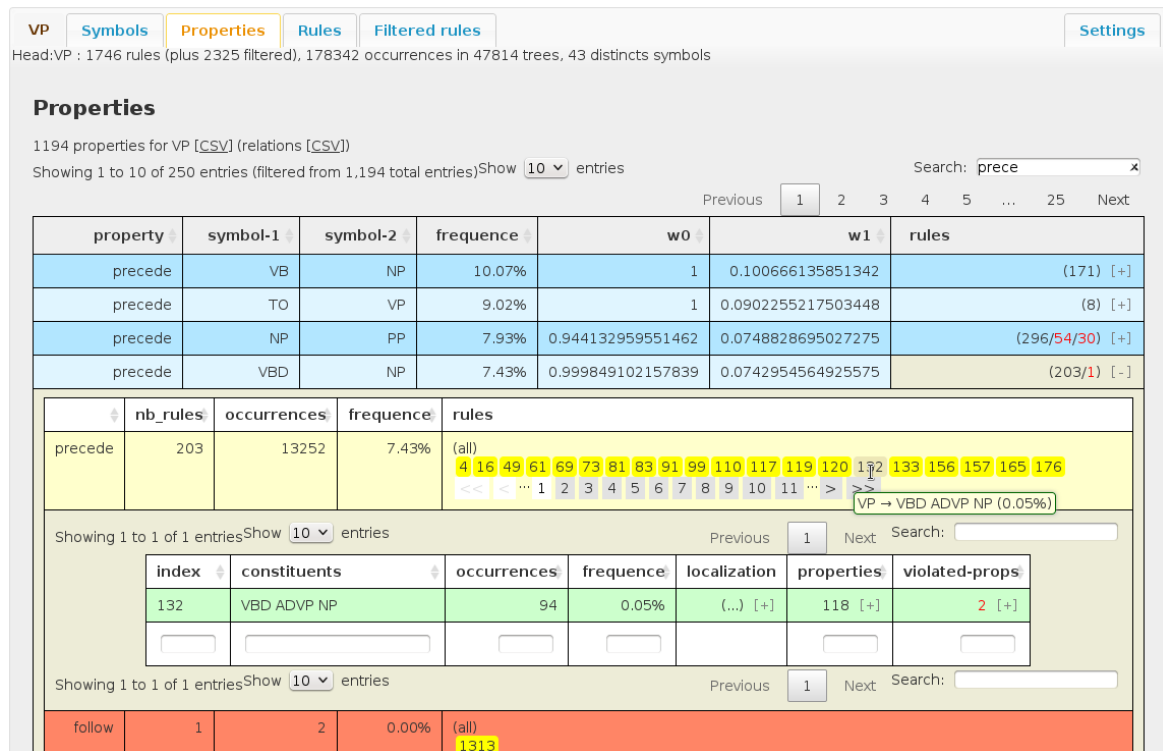 VP Symbols Properties Rules Filtered rules Settings
Head:VP : 1746 rules (plus 2325 filtered), 178342 occurrences in 47814 trees, 43 distincts symbols
Properties
1194 properties for VP [CSV] (relations [CSV])
Showing 1 to 10 of 250 entries (filtered from 1,194 total entries) Show 10 entries Search: prece x
Previous 1 2 3 4 5 ... 25 Next
property symbol-1 symbol-2 frequence w0 w1 rules
precede VB NP 10.07% 1 0.100666135851342 (171) [+]
precede TO VP 9.02% 1 0.0902255217503448 (8) [+]
precede NP PP 7.93% 0.944132959551462 0.0748828695027275 (296/54/30) [+]
precede VBD NP 7.43% 0.999849102157839 0.0742954564925575 (203/1) [-]
nb_rules occurrences frequence rules
precede 203 13252 7.43% (all)
4 16 49 61 69 73 81 83 91 99 110 117 119 120 132 133 156 157 165 176
<< < ... 1 2 3 4 5 6 7 8 9 10 11 ... > >>
VP → VBD ADVP NP (0.05%)
Showing 1 to 1 of 1 entries Show 10 entries Previous 1 Next Search:
index constituents occurrences frequence localization properties violated-props
132 VBD ADVP NP 94 0.05% (...) [+] 118 [+] 2 [+]
Showing 1 to 1 of 1 entries Show 10 entries Previous 1 Next Search:
follow 1 2 0.00% (all)
1313